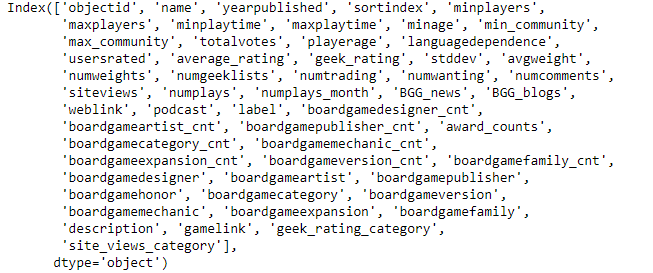 Index(['objectid', 'name', 'yearpublished', 'sortindex', 'minplayers',
'maxplayers', 'minplaytime', 'maxplaytime', 'minage', 'min_community',
'max_community', 'totalvotes', 'playerage', 'languagedependence',
'usersrated', 'average_rating', 'geek_rating', 'stddev', 'avgweight',
'numweights', 'numgeeklists', 'numtrading', 'numwanting', 'numcomments',
'siteviews', 'numplays', 'numplays_month', 'BGG_news', 'BGG_blogs',
'weblink', 'podcast', 'label', 'boardgamedesigner_cnt',
'boardgameartist_cnt', 'boardgamepublisher_cnt', 'award_counts',
'boardgamecategory_cnt', 'boardgamemechanic_cnt',
'boardgameexpansion_cnt', 'boardgameversion_cnt', 'boardgamefamily_cnt',
'boardgamedesigner', 'boardgameartist', 'boardgamepublisher',
'boardgamehonor', 'boardgamecategory', 'boardgameversion',
'boardgamemechanic', 'boardgameexpansion', 'boardgamefamily',
'description', 'gamelink', 'geek_rating_category',
'site_views_category'],
dtype='object')